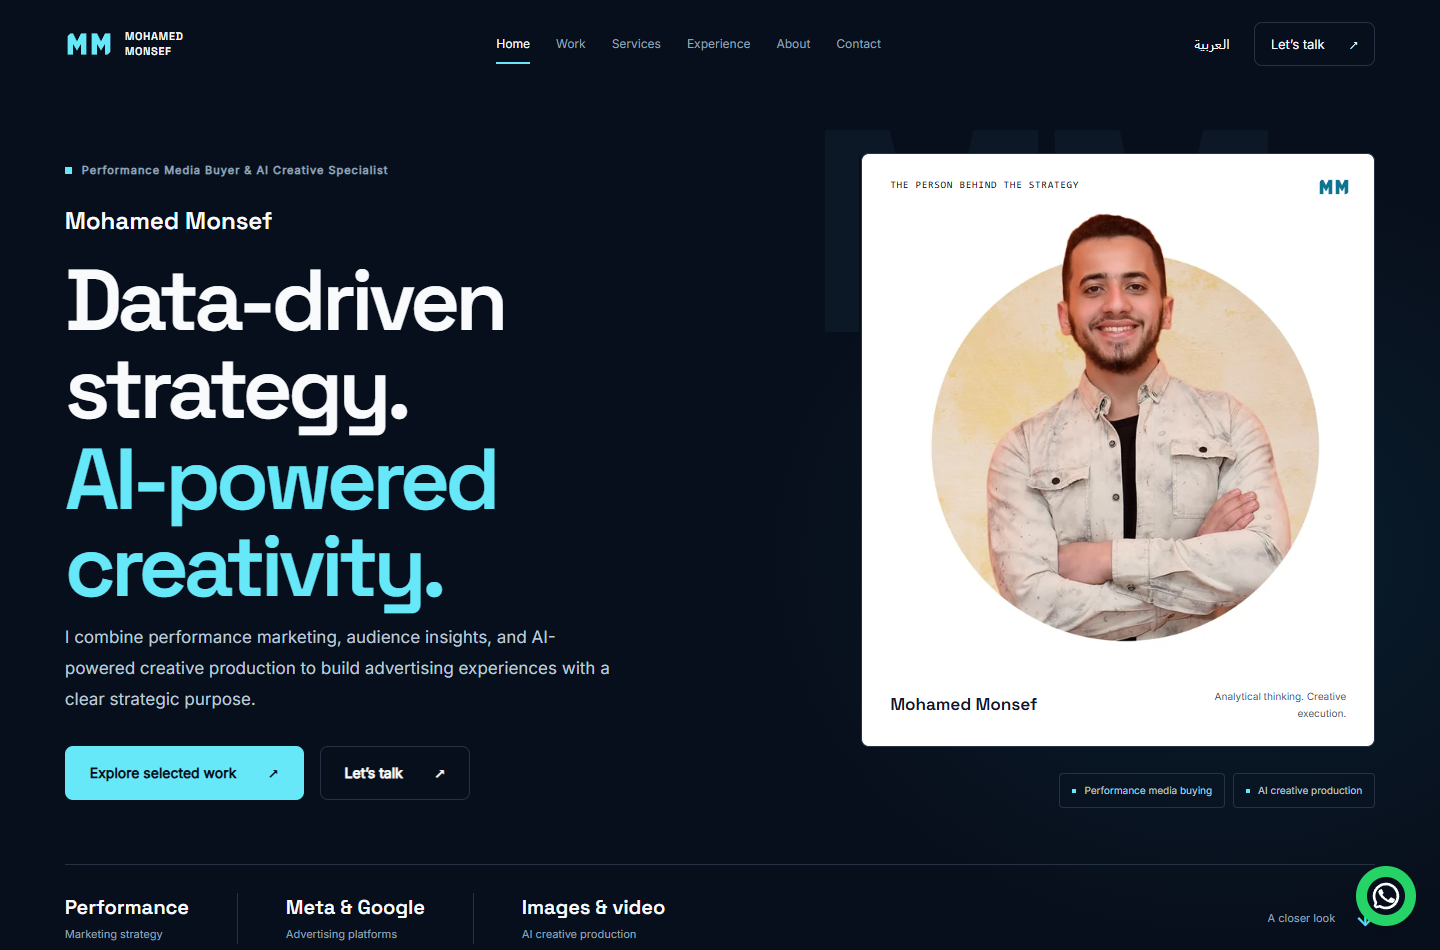 MM MOHAMED
MONSEF
Home Work Services Experience About Contact
العربية
Let's talk ↗
Performance Media Buyer & AI Creative Specialist
Mohamed Monsef
Data-driven
strategy.
AI-powered
creativity.
I combine performance marketing, audience insights, and AI-
powered creative production to build advertising experiences with a
clear strategic purpose.
Explore selected work ↗
Let's talk ↗
MM
THE PERSON BEHIND THE STRATEGY
MM
Mohamed Monsef
Analytical thinking. Creative
execution.
Performance media buying
AI creative production
Performance
Marketing strategy
Meta & Google
Advertising platforms
Images & video
AI creative production
A closer look